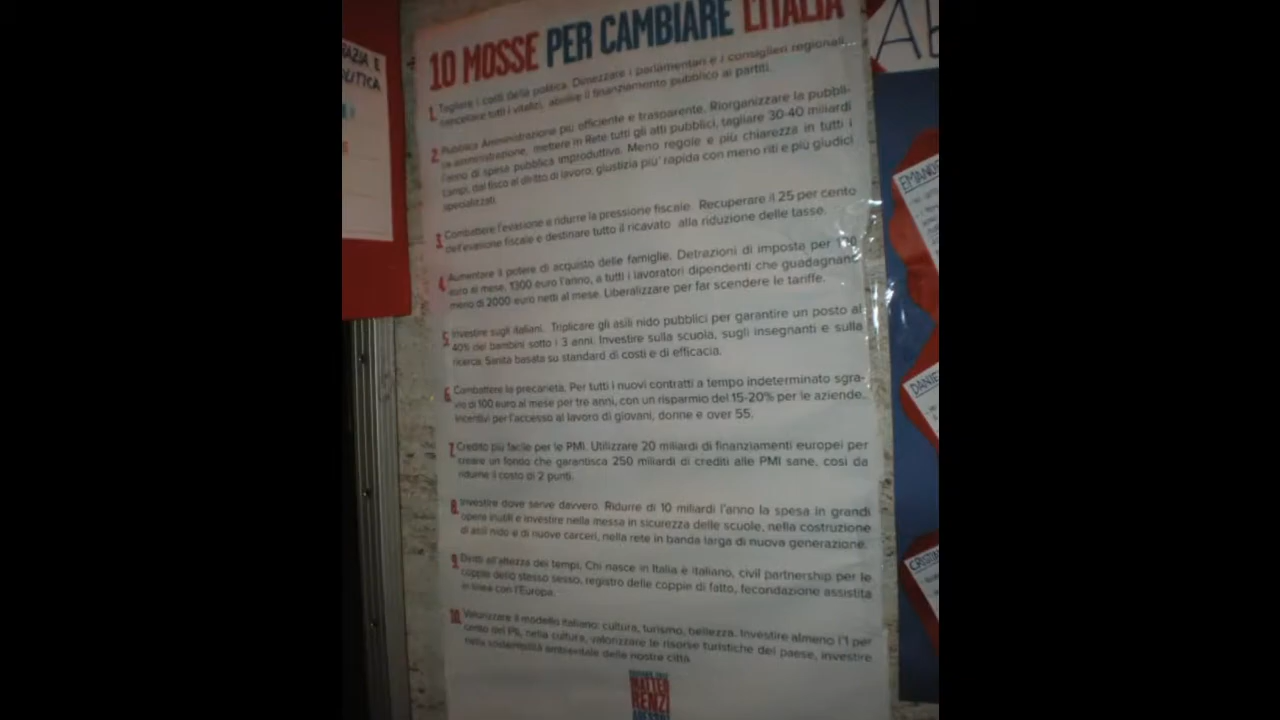 10 MOSSE PER CAMBIARE L'ITALIA
1. Tagliare i costi della politica. Dimezzare i parlamentari e i consiglieri regionali,
cancellare tutti i vitalizi, abolire il finanziamento pubblico ai partiti.
2. Pubblica Amministrazione più efficiente e trasparente. Riorganizzare la pubbli-
ca amministrazione, mettere in Rete tutti gli atti pubblici, tagliare 30-40 miliardi
l'anno di spesa pubblica improduttiva. Meno regole e più chiarezza in tutti i
campi, dal fisco al diritto di lavoro; giustizia piu' rapida con meno riti e più giudici
specializzati.
3. Combattere l'evasione e ridurre la pressione fiscale. Recuperare il 25 per cento
dell'evasione fiscale e destinare tutto il ricavato alla riduzione delle tasse.
4. Aumentare il potere di acquisto delle famiglie. Detrazioni di imposta per 100
euro al mese, 1300 euro l'anno, a tutti i lavoratori dipendenti che guadagnano
meno di 2000 euro netti al mese. Liberalizzare per far scendere le tariffe.
5. Investire sugli italiani. Triplicare gli asili nido pubblici per garantire un posto al
40% dei bambini sotto i 3 anni. Investire sulla scuola, sugli insegnanti e sulla
ricerca. Sanità basata su standard di costi e di efficacia.
6. Combattere la precarietà. Per tutti i nuovi contratti a tempo indeterminato sgra-
vio di 100 euro al mese per tre anni, con un risparmio del 15-20% per le aziende.
Incentivi per l'accesso al lavoro di giovani, donne e over 55.
7. Credito più facile per le PMI. Utilizzare 20 miliardi di finanziamenti europei per
creare un fondo che garantisca 250 miliardi di crediti alle PMI sane, così da
ridurne il costo di 2 punti.
8. Investire dove serve davvero. Ridurre di 10 miliardi l'anno la spesa in grandi
opere inutili e investire nella messa in sicurezza delle scuole, nella costruzione
di asili nido e di nuove carceri, nella rete in banda larga di nuova generazione.
9. Diritti all'altezza dei tempi. Chi nasce in Italia è italiano, civil partnership per le
coppie dello stesso sesso, registro delle coppie di fatto, fecondazione assistita
in linea con l'Europa.
10. Valorizzare il modello italiano: cultura, turismo, bellezza. Investire almeno l'1 per
cento del PIL nella cultura, valorizzare le risorse turistiche del paese, investire
nella sostenibilità ambientale delle nostre città.
MATTEO
RENZI
ADESSO